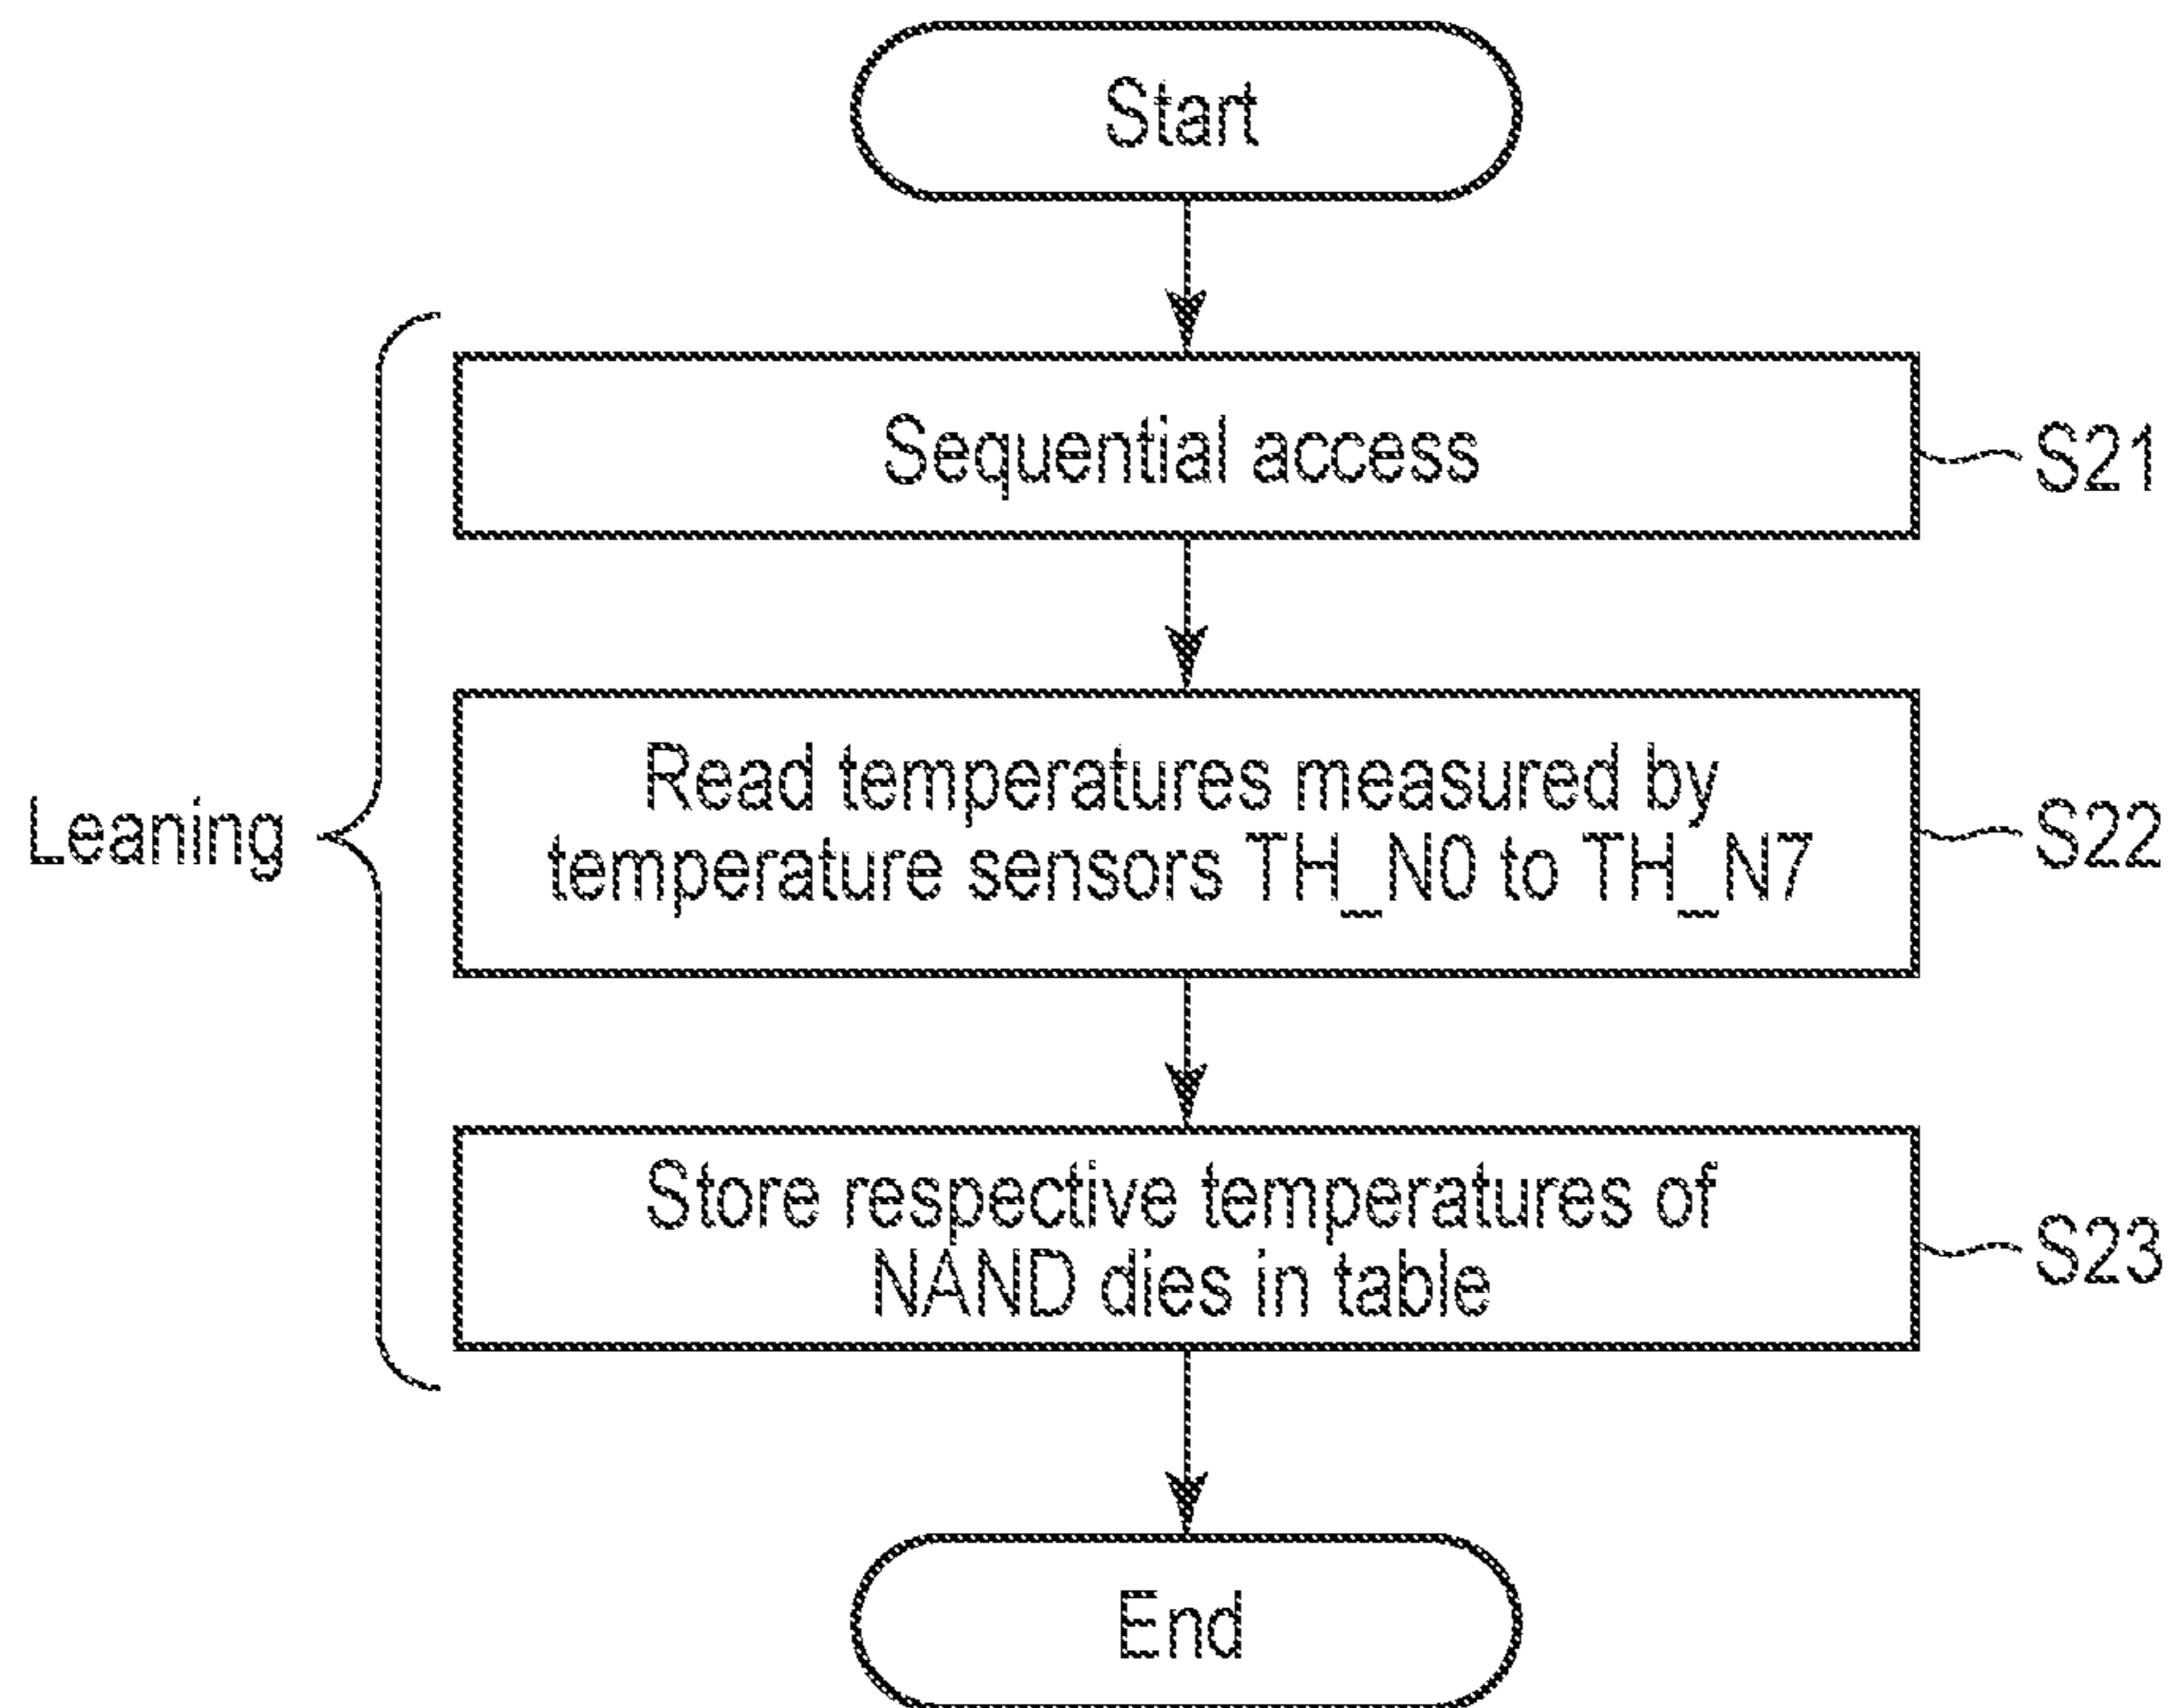 Start
Sequential access
S21
Read temperatures measured by
temperature sensors TH_N0 to TH_N7
S22
Leaning
Store respective temperatures of
NAND dies in table
S23
End